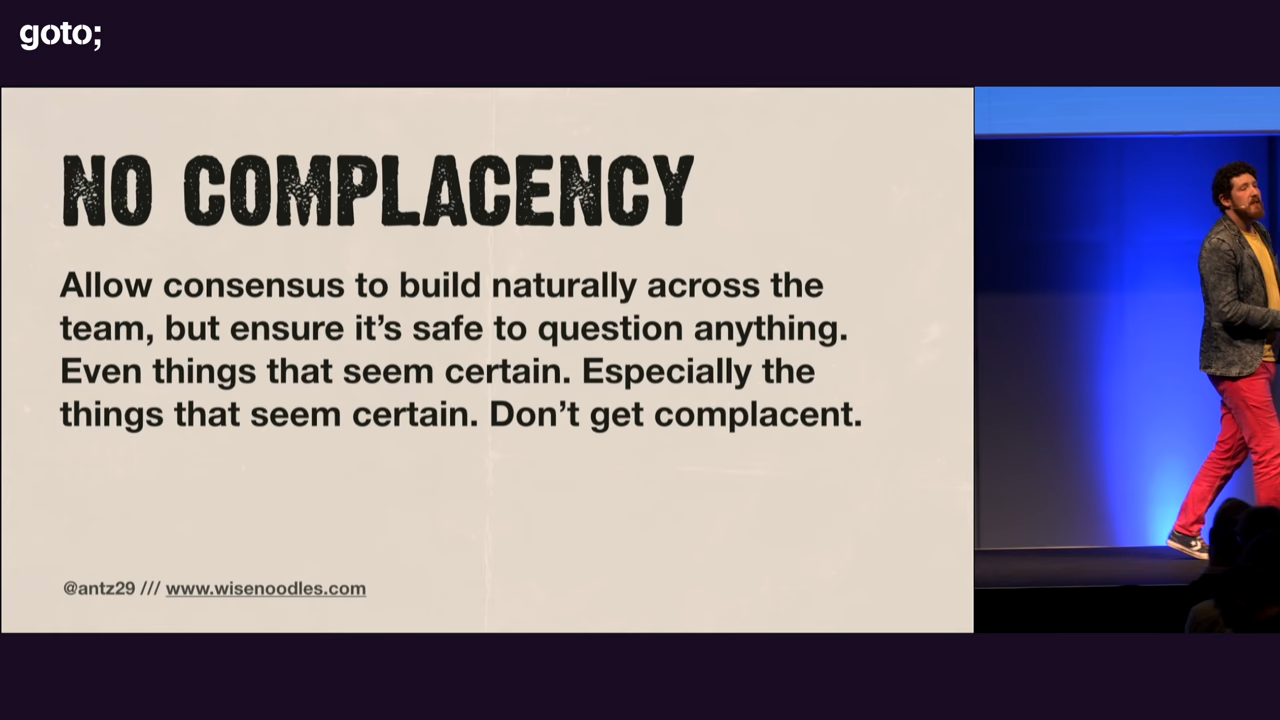 goto;
NO COMPLACENCY
Allow consensus to build naturally across the
team, but ensure it's safe to question anything.
Even things that seem certain. Especially the
things that seem certain. Don't get complacent.
@antz29 /// www.wisenoodles.com